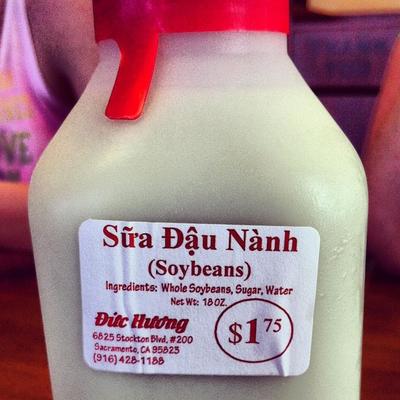 Sữa Đậu Nành
(Soybeans)
Ingredients: Whole Soybeans, Sugar, Water
Net Wt: 18 OZ.
Đức Hương
6825 Stockton Blvd, #200
Sacramento, CA 95823
(916) 428-1188
$1.75